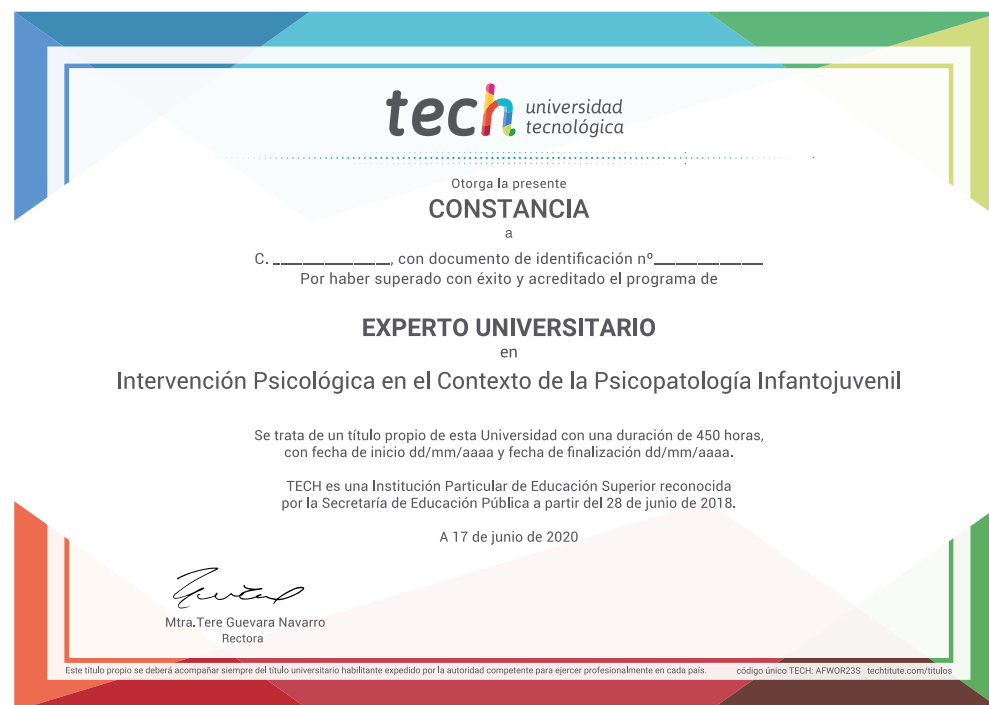 tech universidad
tecnológica
Otorga la presente
CONSTANCIA
a
C. ______________, con documento de identificación nº______________
Por haber superado con éxito y acreditado el programa de
EXPERTO UNIVERSITARIO
en
Intervención Psicológica en el Contexto de la Psicopatología Infantojuvenil
Se trata de un título propio de esta Universidad con una duración de 450 horas,
con fecha de inicio dd/mm/aaaa y fecha de finalización dd/mm/aaaa.
TECH es una Institución Particular de Educación Superior reconocida
por la Secretaría de Educación Pública a partir del 28 de junio de 2018.
A 17 de junio de 2020
Mtra.Tere Guevara Navarro
Rectora
Este título propio se deberá acompañar siempre del título universitario habilitante expedido por la autoridad competente para ejercer profesionalmente en cada país. código único TECH: AFWOR23S techtitute.com/titulos